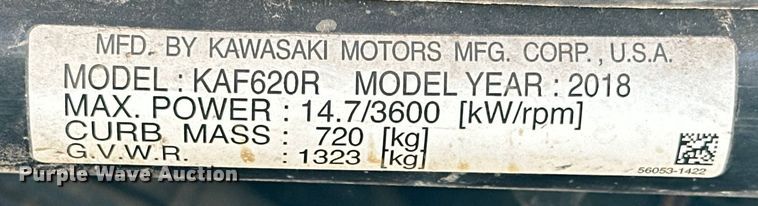 MFD. BY KAWASAKI MOTORS MFG. CORP., U.S.A.
MODEL : KAF620R MODEL YEAR : 2018
MAX. POWER : 14.7/3600 [kW/rpm]
CURB MASS : 720 [kg]
G.V.W.R. : 1323 [kg]
56053-1422
Purple Wave Auction